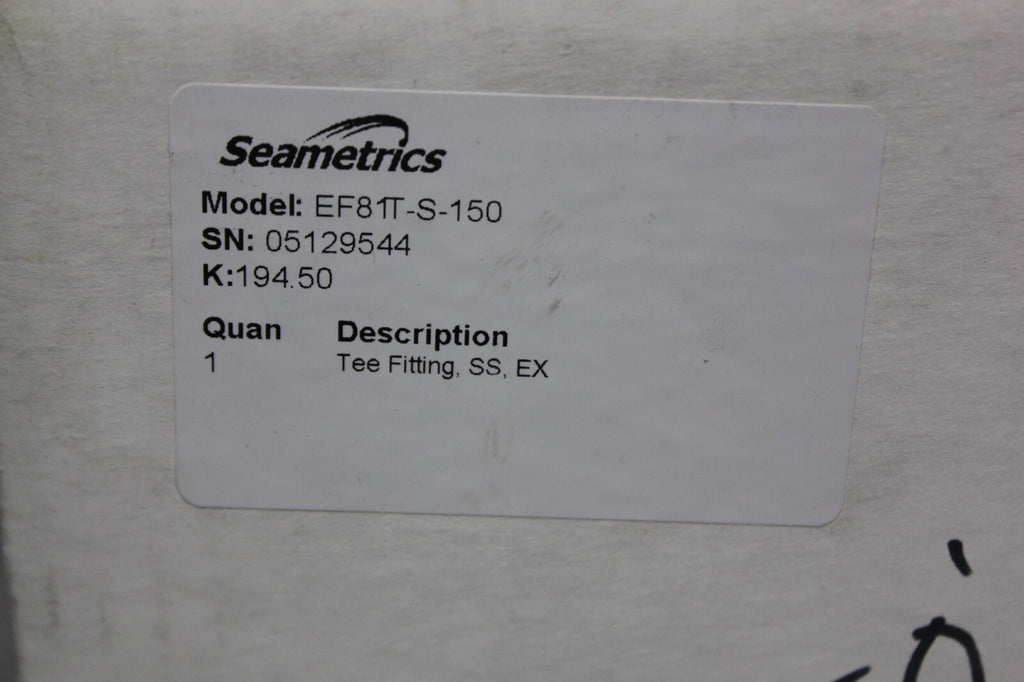 Seametrics
Model: EF81T-S-150
SN: 05129544
K:194.50
Quan Description
1 Tee Fitting, SS, EX